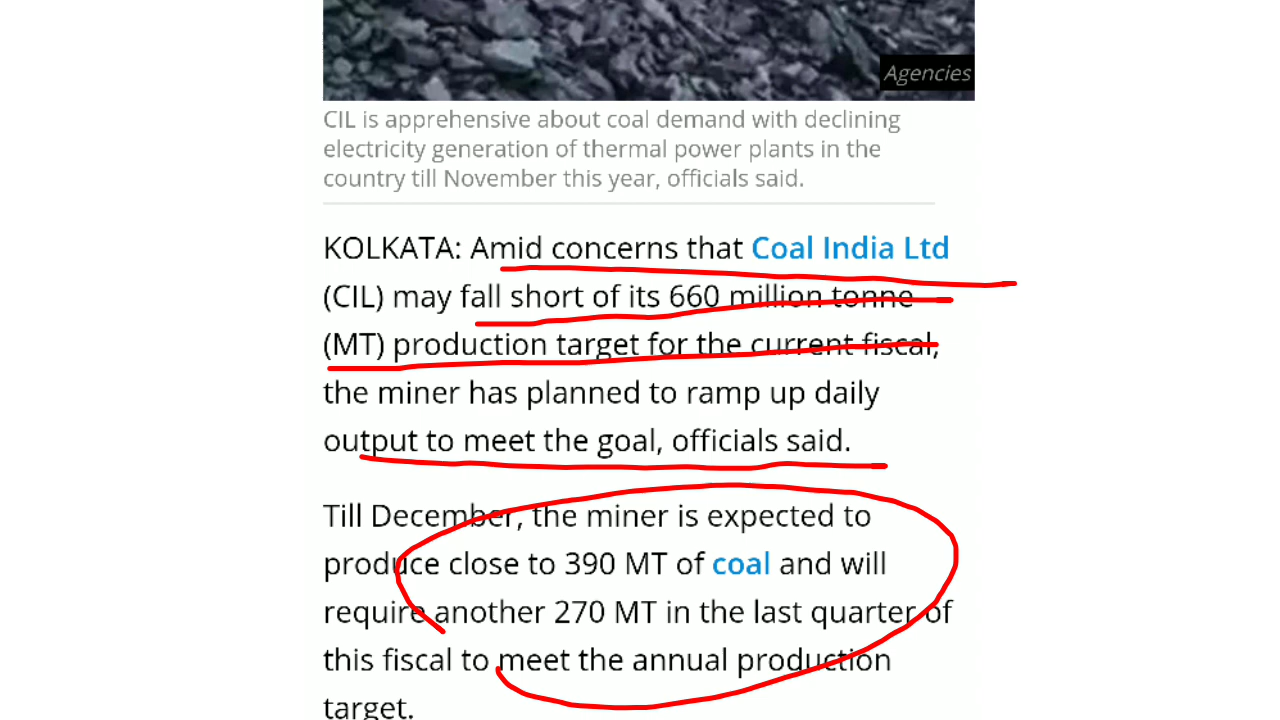 Agencies
CIL is apprehensive about coal demand with declining
electricity generation of thermal power plants in the
country till November this year, officials said.
KOLKATA: Amid concerns that Coal India Ltd
(CIL) may fall short of its 660 million tonne
(MT) production target for the current fiscal,
the miner has planned to ramp up daily
output to meet the goal, officials said.
Till December, the miner is expected to
produce close to 390 MT of coal and will
require another 270 MT in the last quarter of
this fiscal to meet the annual production
target.